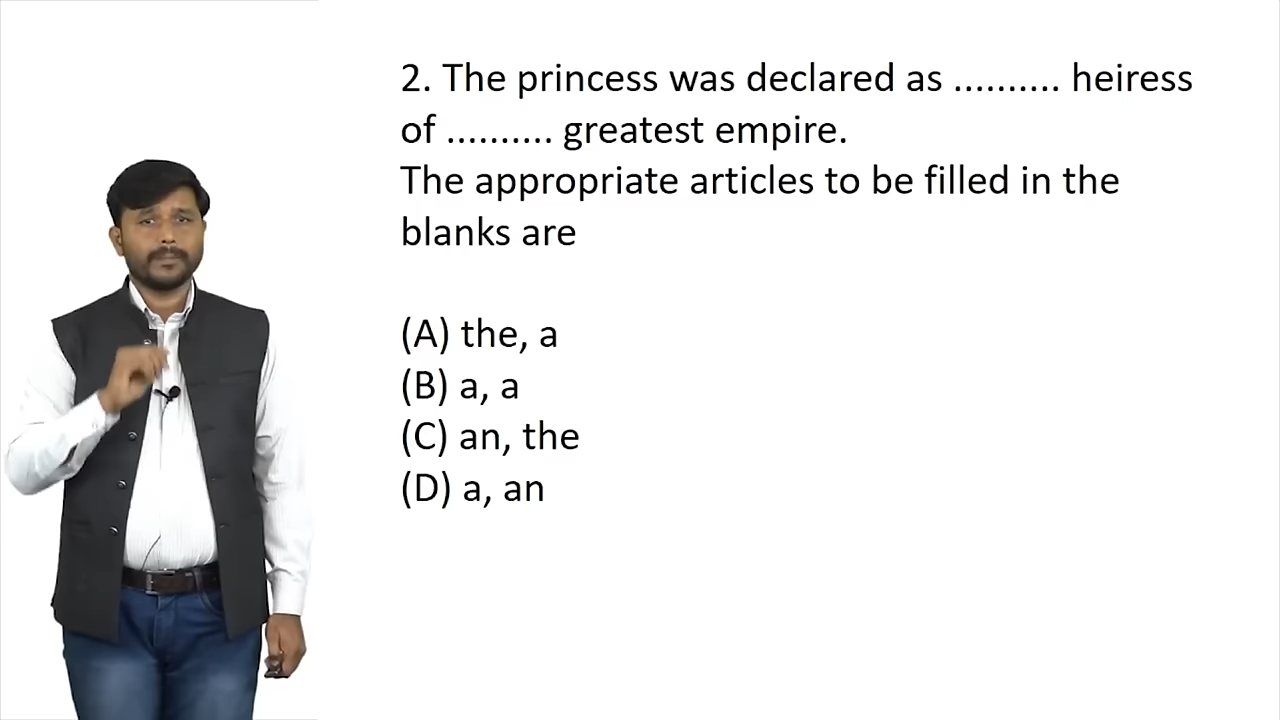 2. The princess was declared as .......... heiress
of .......... greatest empire.
The appropriate articles to be filled in the
blanks are
(A) the, a
(B) a, a
(C) an, the
(D) a, an